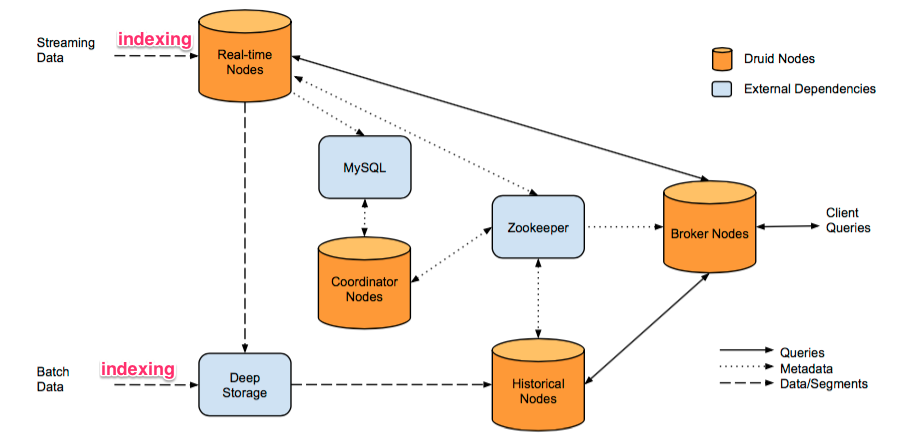 Streaming
Data
indexing
Real-time
Nodes
Druid Nodes
External Dependencies
MySQL
Zookeeper
Broker Nodes
Client
Queries
Coordinator
Nodes
Batch
Data
indexing
Deep
Storage
Historical
Nodes
Queries
Metadata
Data/Segments